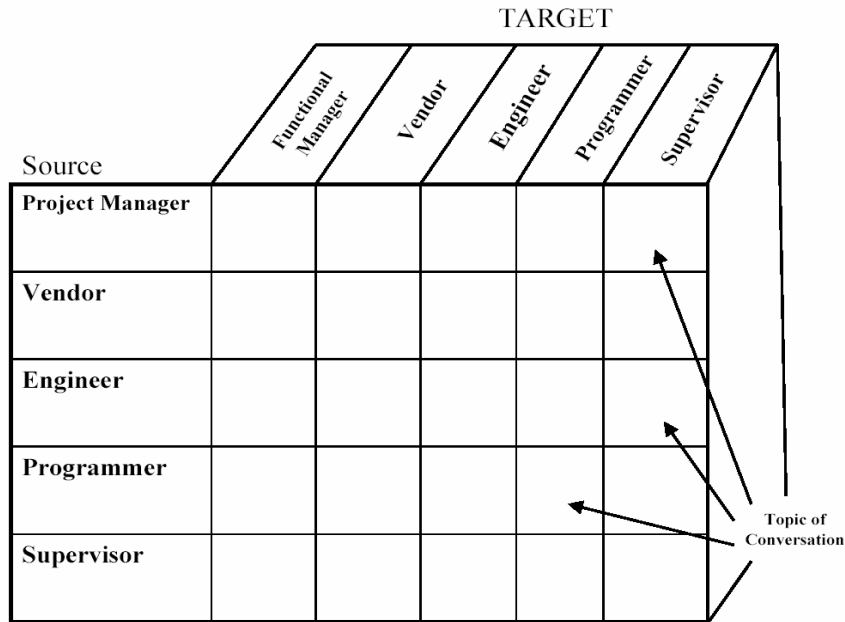 TARGET
Functional
Manager
Vendor
Engineer
Programmer
Supervisor
Source
Project Manager
Vendor
Engineer
Programmer
Supervisor
Topic of
Conversation